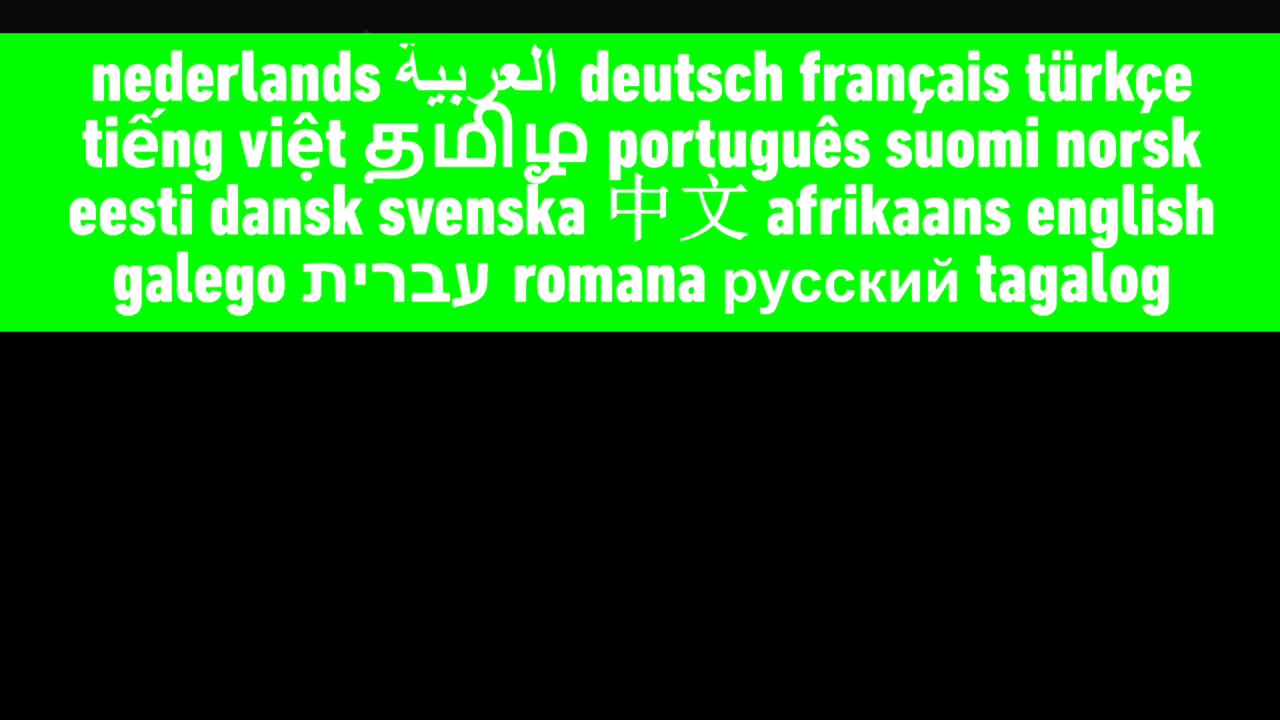 nederlands العربية deutsch français türkçe
tiếng việt தமிழ português suomi norsk
eesti dansk svenska 中文 afrikaans english
galego עברית romana русский tagalog